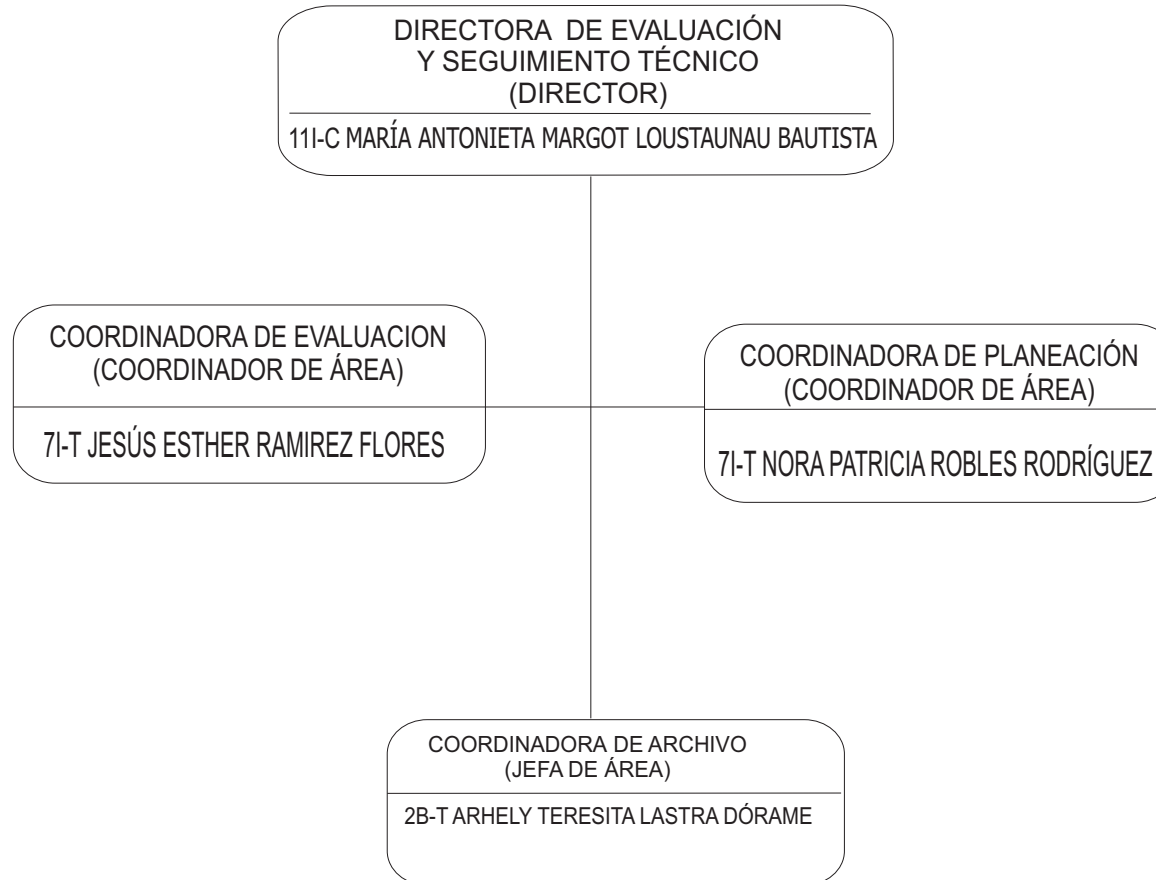 DIRECTORA DE EVALUACIÓN
Y SEGUIMIENTO TÉCNICO
(DIRECTOR)
11I-C MARÍA ANTONIETA MARGOT LOUSTAUNAU BAUTISTA
COORDINADORA DE EVALUACION
(COORDINADOR DE ÁREA)
7I-T JESÚS ESTHER RAMIREZ FLORES
COORDINADORA DE PLANEACIÓN
(COORDINADOR DE ÁREA)
7I-T NORA PATRICIA ROBLES RODRÍGUEZ
COORDINADORA DE ARCHIVO
(JEFA DE ÁREA)
2B-T ARHELY TERESITA LASTRA DÓRAME